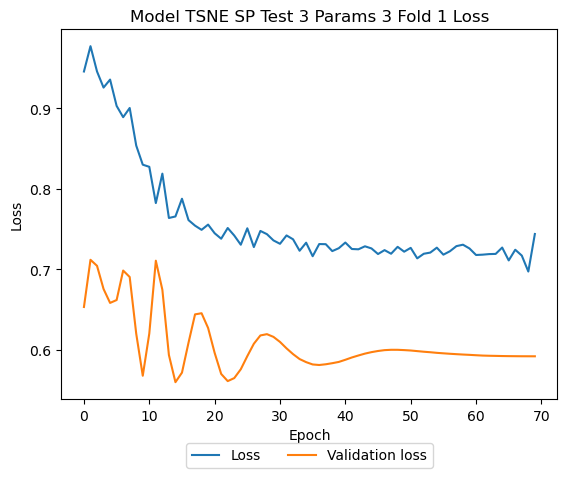 Model TSNE SP Test 3 Params 3 Fold 1 Loss
Loss
0.9
0.8
0.7
0.6
0 10 20 30 40 50 60 70
Epoch
Loss Validation loss